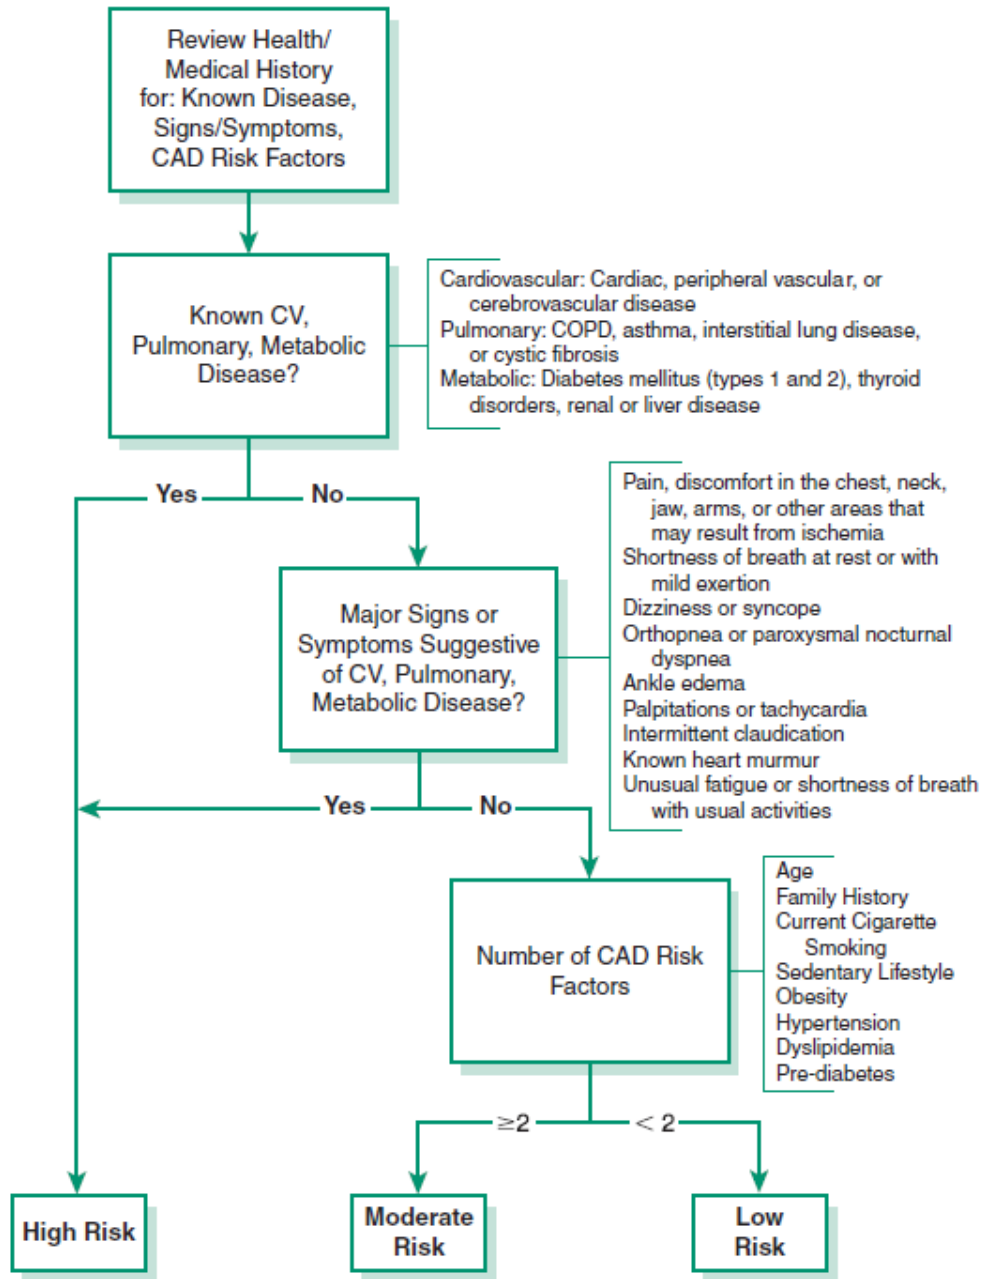 Review Health/
Medical History
for: Known Disease,
Signs/Symptoms,
CAD Risk Factors
Known CV,
Pulmonary, Metabolic
Disease?
Cardiovascular: Cardiac, peripheral vascular, or
cerebrovascular disease
Pulmonary: COPD, asthma, interstitial lung disease,
or cystic fibrosis
Metabolic: Diabetes mellitus (types 1 and 2), thyroid
disorders, renal or liver disease
Yes
No
Major Signs or
Symptoms Suggestive
of CV, Pulmonary,
Metabolic Disease?
Pain, discomfort in the chest, neck,
jaw, arms, or other areas that
may result from ischemia
Shortness of breath at rest or with
mild exertion
Dizziness or syncope
Orthopnea or paroxysmal nocturnal
dyspnea
Ankle edema
Palpitations or tachycardia
Intermittent claudication
Known heart murmur
Unusual fatigue or shortness of breath
with usual activities
Yes
No
Number of CAD Risk
Factors
Age
Family History
Current Cigarette
Smoking
Sedentary Lifestyle
Obesity
Hypertension
Dyslipidemia
Pre-diabetes
≥2
< 2
High Risk
Moderate
Risk
Low
Risk